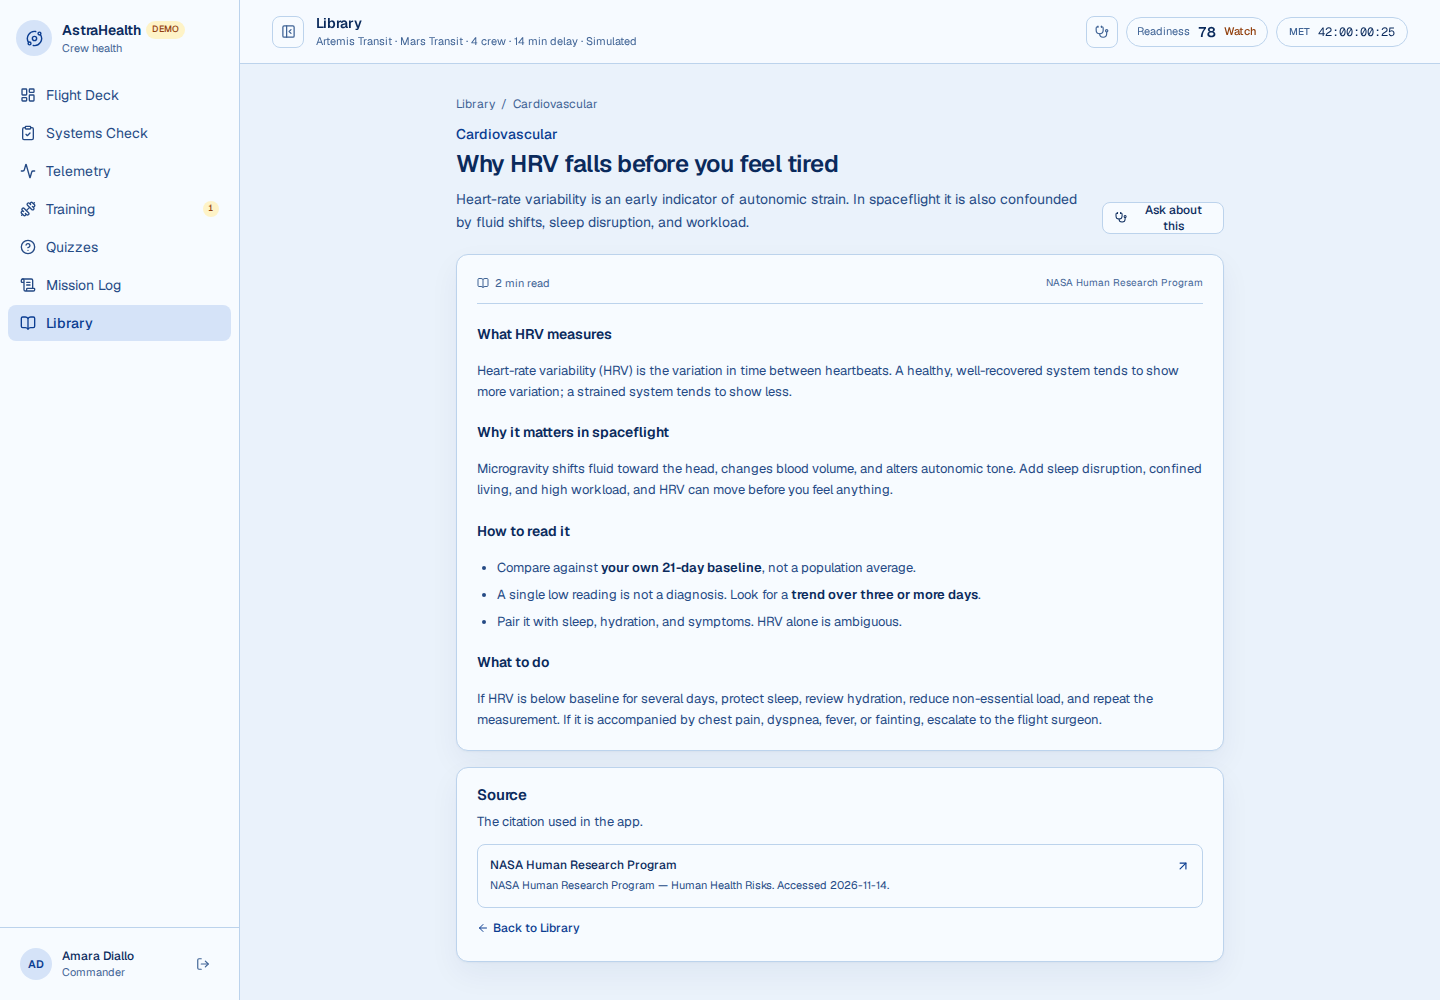 AstraHealth DEMO
Crew health
Flight Deck
Systems Check
Telemetry
Training 1
Quizzes
Mission Log
Library
AD
Amara Diallo
Commander
Library
Artemis Transit · Mars Transit · 4 crew · 14 min delay · Simulated
Readiness 78 Watch
MET 42:00:00:25
Library / Cardiovascular
Cardiovascular
Why HRV falls before you feel tired
Heart-rate variability is an early indicator of autonomic strain. In spaceflight it is also confounded
by fluid shifts, sleep disruption, and workload.
Ask about
this
2 min read
NASA Human Research Program
What HRV measures
Heart-rate variability (HRV) is the variation in time between heartbeats. A healthy, well-recovered system tends to show
more variation; a strained system tends to show less.
Why it matters in spaceflight
Microgravity shifts fluid toward the head, changes blood volume, and alters autonomic tone. Add sleep disruption, confined
living, and high workload, and HRV can move before you feel anything.
How to read it
• Compare against your own 21-day baseline, not a population average.
• A single low reading is not a diagnosis. Look for a trend over three or more days.
• Pair it with sleep, hydration, and symptoms. HRV alone is ambiguous.
What to do
If HRV is below baseline for several days, protect sleep, review hydration, reduce non-essential load, and repeat the
measurement. If it is accompanied by chest pain, dyspnea, fever, or fainting, escalate to the flight surgeon.
Source
The citation used in the app.
NASA Human Research Program
NASA Human Research Program — Human Health Risks. Accessed 2026-11-14.
← Back to Library